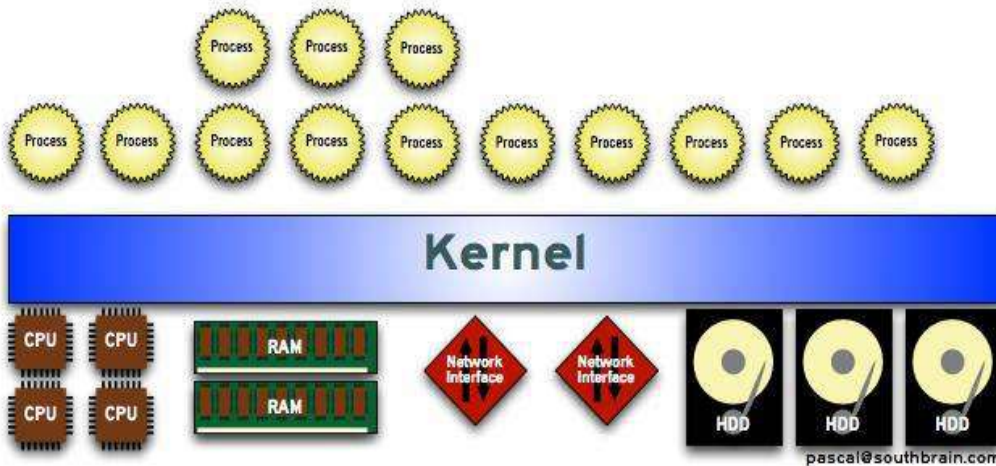 Process Process Process
Process Process Process Process Process Process Process Process Process Process
Kernel
CPU CPU RAM Network Interface Network Interface
CPU CPU RAM HDD HDD HDD
pascal@southbrain.com